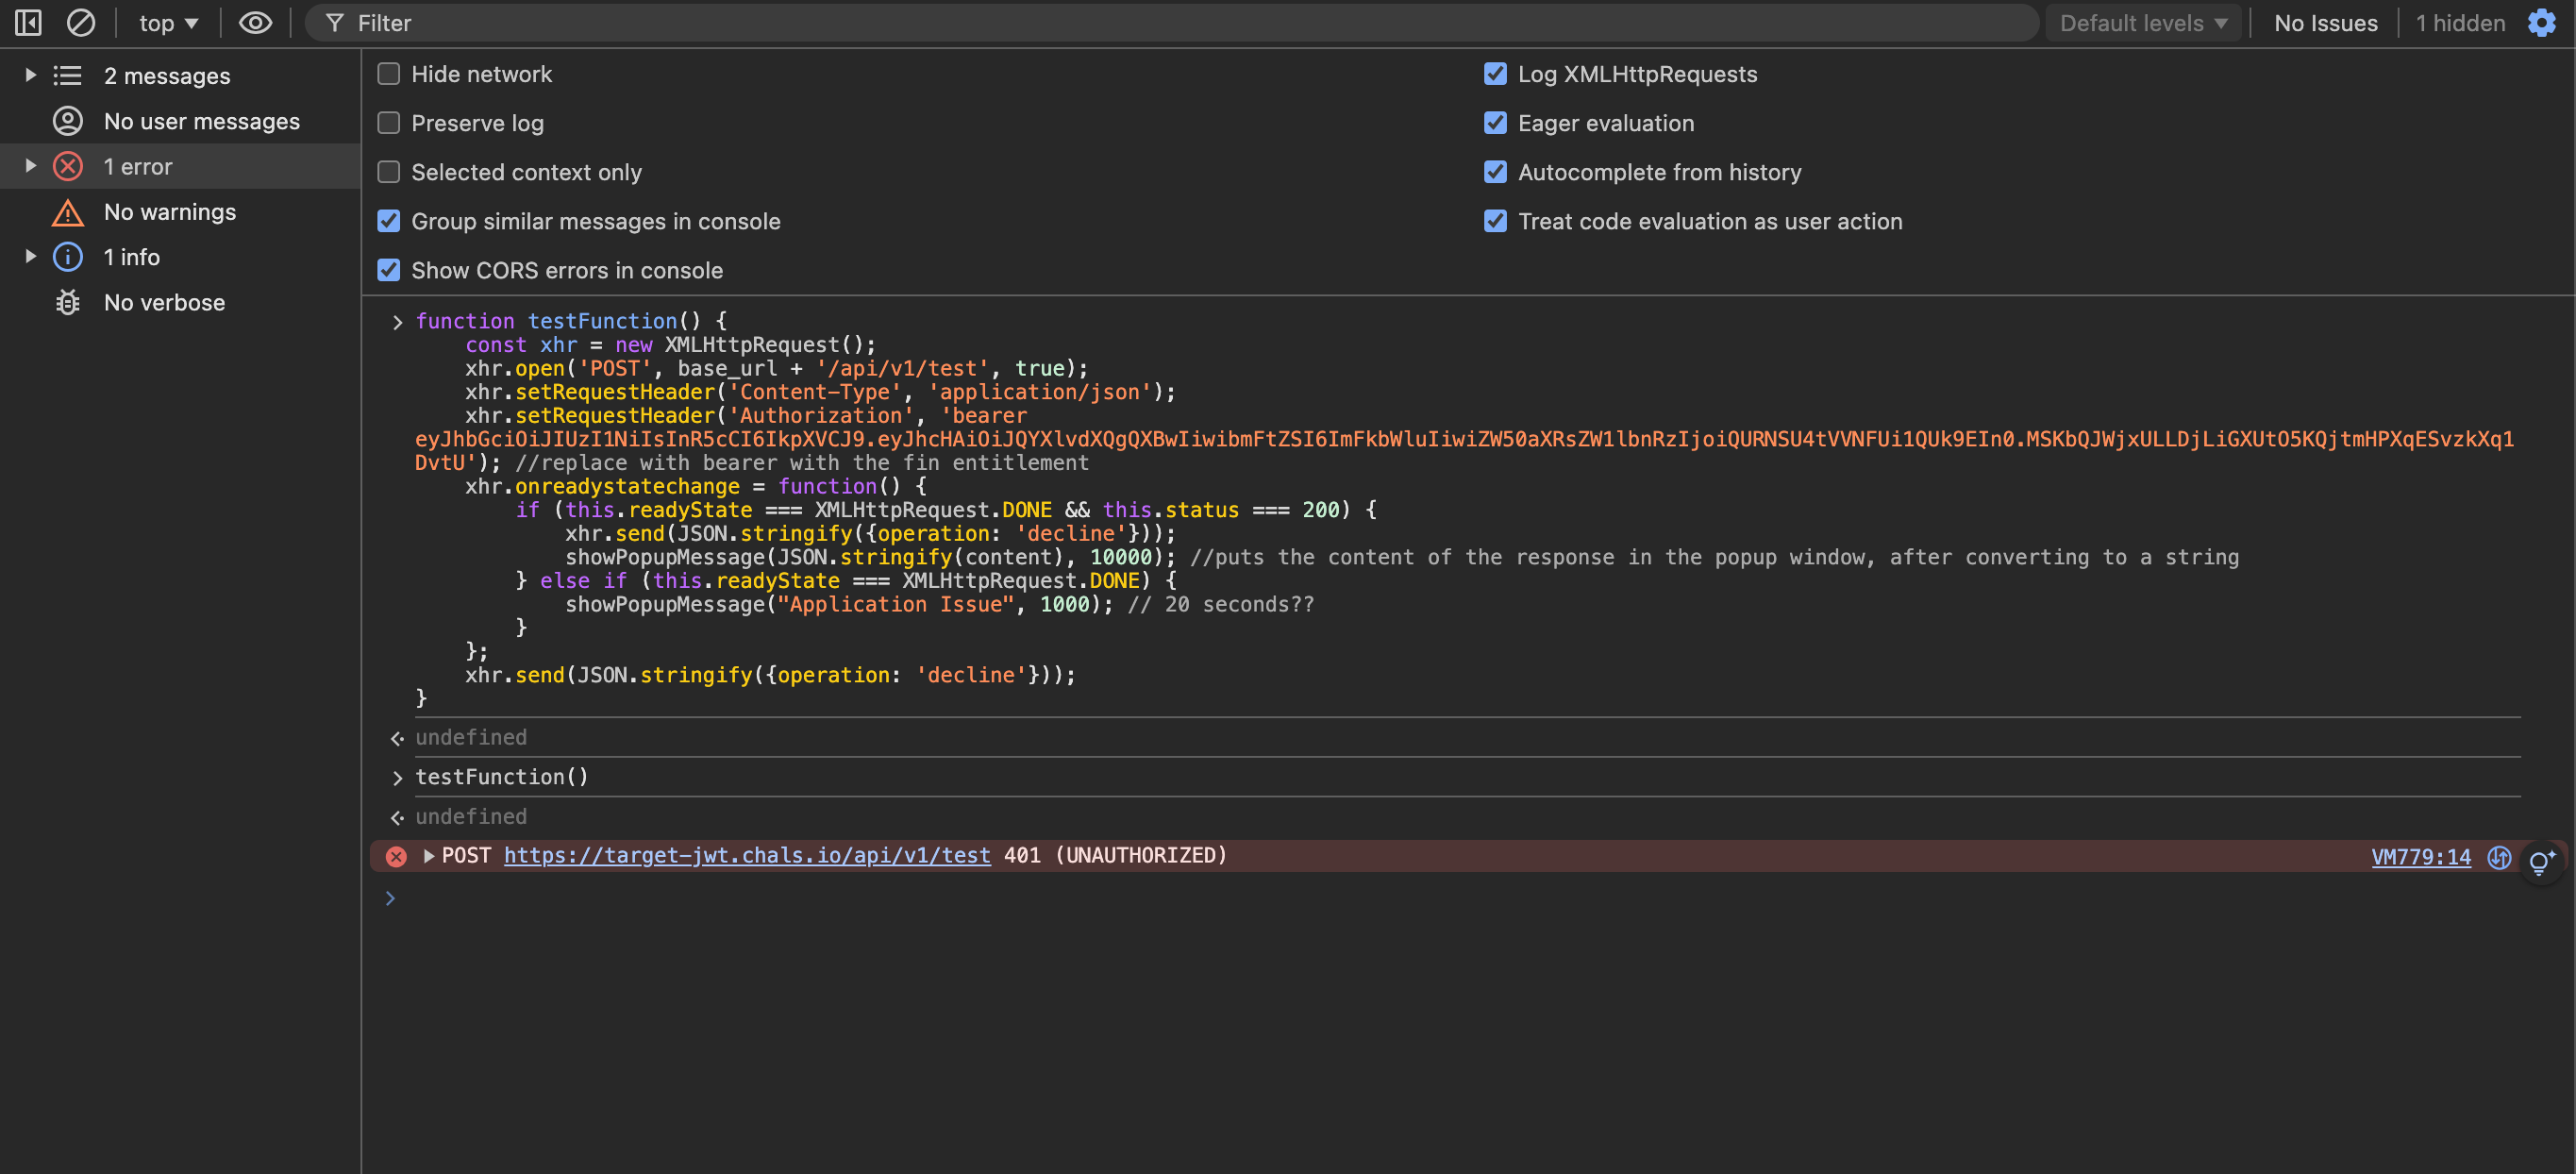 top ▼
Filter
Default levels ▼
No Issues
1 hidden
2 messages
No user messages
1 error
No warnings
1 info
No verbose
Hide network
Log XMLHttpRequests
Preserve log
Eager evaluation
Selected context only
Autocomplete from history
Group similar messages in console
Treat code evaluation as user action
Show CORS errors in console
function testFunction() {
    const xhr = new XMLHttpRequest();
    xhr.open('POST', base_url + '/api/v1/test', true);
    xhr.setRequestHeader('Content-Type', 'application/json');
    xhr.setRequestHeader('Authorization', 'bearer
eyJhbGciOiJIUzI1NiIsInR5cCI6IkpXVCJ9.eyJhcHAiOiJQYXlvdXQgQXBwIiwibmFtZSI6ImFkbWluIiwiZW50aXRsZW1lbnRzIjoiQURNSU4tVVNFUi1QUk9EIn0.MSKbQJWjxULLDjLiGXUtO5KQjtmHPXqESvzkXq1
DvtU'); //replace with bearer with the fin entitlement
    xhr.onreadystatechange = function() {
        if (this.readyState === XMLHttpRequest.DONE && this.status === 200) {
            xhr.send(JSON.stringify({operation: 'decline'}));
            showPopupMessage(JSON.stringify(content), 10000); //puts the content of the response in the popup window, after converting to a string
        } else if (this.readyState === XMLHttpRequest.DONE) {
            showPopupMessage("Application Issue", 1000); // 20 seconds??
        }
    };
    xhr.send(JSON.stringify({operation: 'decline'}));
}
undefined
testFunction()
undefined
POST https://target-jwt.chals.io/api/v1/test 401 (UNAUTHORIZED)
VM779:14